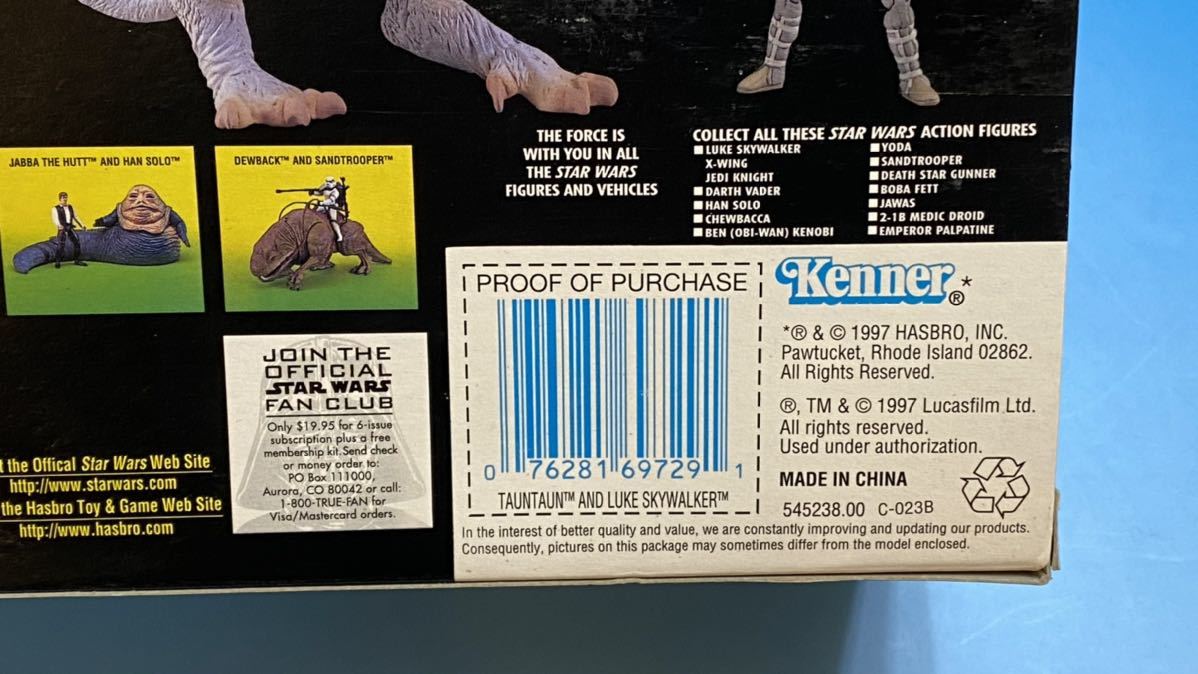 JABBA THE HUTT™ AND HAN SOLO™
DEWBACK™ AND SANDTROOPER™
THE FORCE IS
WITH YOU IN ALL
THE STAR WARS
FIGURES AND VEHICLES
COLLECT ALL THESE STAR WARS ACTION FIGURES
■ LUKE SKYWALKER
X-WING
JEDI KNIGHT
■ DARTH VADER
■ HAN SOLO
■ CHEWBACCA
■ BEN (OBI-WAN) KENOBI
■ YODA
■ SANDTROOPER
■ DEATH STAR GUNNER
■ BOBA FETT
■ JAWAS
■ 2-1B MEDIC DROID
■ EMPEROR PALPATINE
JOIN THE
OFFICIAL
STAR WARS
FAN CLUB
Only $19.95 for 6-issue
subscription plus a free
membership kit. Send check
or money order to:
PO Box 111000,
Aurora, CO 80042 or call:
1-800-TRUE-FAN for
Visa/Mastercard orders.
the Offical Star Wars Web Site
http://www.starwars.com
the Hasbro Toy & Game Web Site
http://www.hasbro.com
PROOF OF PURCHASE
0 76281 69729 1
TAUNTAUN™ AND LUKE SKYWALKER™
Kenner®*
*® & © 1997 HASBRO, INC.
Pawtucket, Rhode Island 02862.
All Rights Reserved.
®, TM & © 1997 Lucasfilm Ltd.
All rights reserved.
Used under authorization.
MADE IN CHINA
545238.00 C-023B
In the interest of better quality and value, we are constantly improving and updating our products.
Consequently, pictures on this package may sometimes differ from the model enclosed.